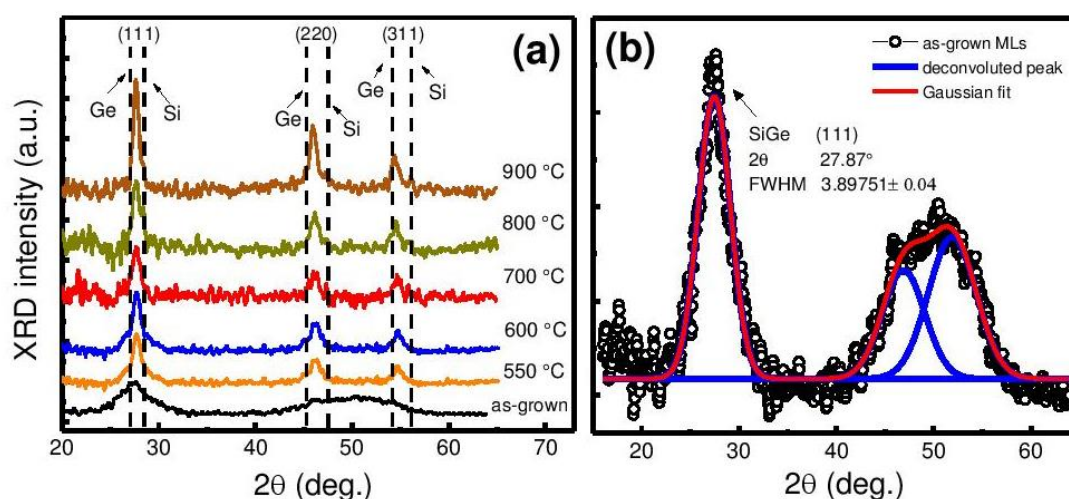 (111)
(220)
(311)
(a)
Ge
Si
Ge
Si
Ge
Si
900 °C
800 °C
700 °C
600 °C
550 °C
as-grown
XRD intensity (a.u.)
20 30 40 50 60 70
2θ (deg.)
(b)
as-grown MLs
deconvoluted peak
Gaussian fit
SiGe (111)
2θ 27.87°
FWHM 3.89751± 0.04
20 30 40 50 60
2θ (deg.)